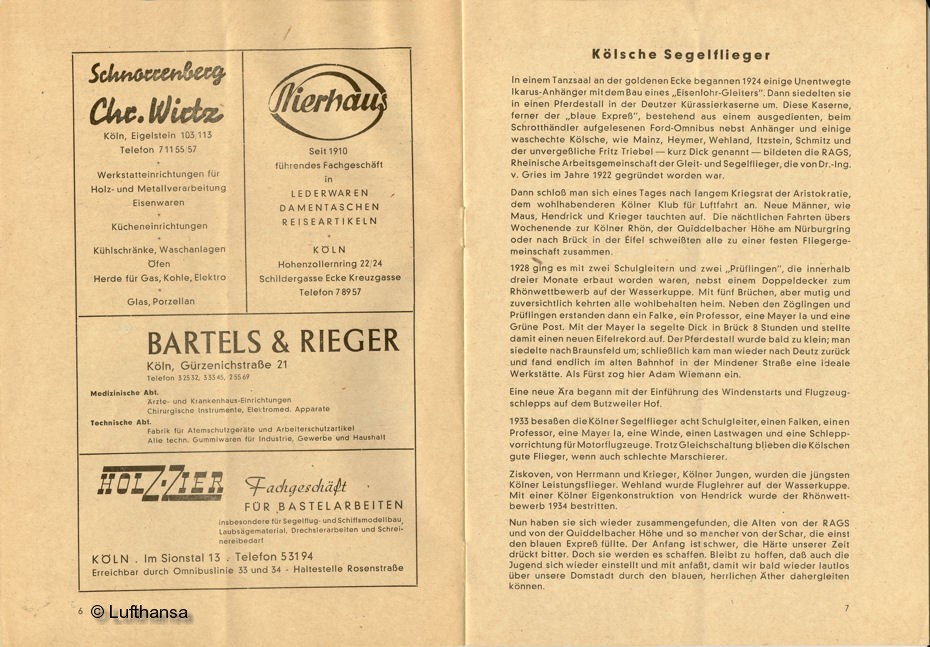 Schnorrenberg
Chr. Wirtz
Köln, Eigelstein 103/113
Telefon 7 11 55/57
Werkstatteinrichtungen für
Holz- und Metallverarbeitung
Eisenwaren
Kücheneinrichtungen
Kühlschränke, Waschanlagen
Öfen
Herde für Gas, Kohle, Elektro
Glas, Porzellan
Nierhaus
Seit 1910
führendes Fachgeschäft
in
LEDERWAREN
DAMENTASCHEN
REISEARTIKELN
KÖLN
Hohenzollernring 22/24
Schildergasse Ecke Kreuzgasse
Telefon 7 89 57
BARTELS & RIEGER
Köln, Gürzenichstraße 21
Telefon 3 25 32, 3 33 45, 2 55 69
Medizinische Abt.
Ärzte- und Krankenhaus-Einrichtungen
Chirurgische Instrumente, Elektromed. Apparate
Technische Abt.
Fabrik für Atemschutzgeräte und Arbeiterschutzartikel
Alle techn. Gummiwaren für Industrie, Gewerbe und Haushalt
HOLZ-ZIER
Fachgeschäft
FÜR BASTELARBEITEN
insbesondere für Segelflug- und Schiffsmodellbau,
Laubsägematerial, Drechslerarbeiten und Schrei-
nereibedarf
KÖLN . Im Sionstal 13 . Telefon 5 31 94
Erreichbar durch Omnibuslinie 33 und 34 - Haltestelle Rosenstraße
6
© Lufthansa
Kölsche Segelflieger
In einem Tanzsaal an der goldenen Ecke begannen 1924 einige Unentwegte
Ikarus-Anhänger mit dem Bau eines „Eisenlohr-Gleiters". Dann siedelten sie
in einen Pferdestall in der Deutzer Kürassierkaserne um. Diese Kaserne,
ferner der „blaue Expreß", bestehend aus einem ausgedienten, beim
Schrotthändler aufgelesenen Ford-Omnibus nebst Anhänger und einige
waschechte Kölsche, wie Mainz, Heymer, Wehland, Itzstein, Schmitz und
der unvergeßliche Fritz Triebel — kurz Dick genannt — bildeten die RAGS,
Rheinische Arbeitsgemeinschaft der Gleit- und Segelflieger, die von Dr.-Ing.
v. Gries im Jahre 1922 gegründet worden war.
Dann schloß man sich eines Tages nach langem Kriegsrat der Aristokratie,
dem wohlhabenderen Kölner Klub für Luftfahrt an. Neue Männer, wie
Maus, Hendrick und Krieger tauchten auf. Die nächtlichen Fahrten übers
Wochenende zur Kölner Rhön, der Quiddelbacher Höhe am Nürburgring
oder nach Brück in der Eifel schweißten alle zu einer festen Fliegerge-
meinschaft zusammen.
1928 ging es mit zwei Schulgleitern und zwei „Prüflingen", die innerhalb
dreier Monate erbaut worden waren, nebst einem Doppeldecker zum
Rhönwettbewerb auf der Wasserkuppe. Mit fünf Brüchen, aber mutig und
zuversichtlich kehrten alle wohlbehalten heim. Neben den Zöglingen und
Prüflingen erstanden dann ein Falke, ein Professor, eine Mayer Ia und eine
Grüne Post. Mit der Mayer Ia segelte Dick in Brück 8 Stunden und stellte
damit einen neuen Eifelrekord auf. Der Pferdestall wurde bald zu klein; man
siedelte nach Braunsfeld um; schließlich kam man wieder nach Deutz zurück
und fand endlich im alten Bahnhof in der Mindener Straße eine ideale
Werkstätte. Als Fürst zog hier Adam Wiemann ein.
Eine neue Ära begann mit der Einführung des Windenstarts und Flugzeug-
schlepps auf dem Butzweiler Hof.
1933 besaßen die Kölner Segelflieger acht Schulgleiter, einen Falken, einen
Professor, eine Mayer Ia, eine Winde, einen Lastwagen und eine Schlepp-
vorrichtung für Motorflugzeuge. Trotz Gleichschaltung blieben die Kölschen
gute Flieger, wenn auch schlechte Marschierer.
Ziskoven, von Herrmann und Krieger, Kölner Jungen, wurden die jüngsten
Kölner Leistungsflieger. Wehland wurde Fluglehrer auf der Wasserkuppe.
Mit einer Kölner Eigenkonstruktion von Hendrick wurde der Rhönwett-
bewerb 1934 bestritten.
Nun haben sie sich wieder zusammengefunden, die Alten von der RAGS
und von der Quiddelbacher Höhe und so mancher von der Schar, die einst
den blauen Expreß füllte. Der Anfang ist schwer, die Härte unserer Zeit
drückt bitter. Doch sie werden es schaffen. Bleibt zu hoffen, daß auch die
Jugend sich wieder einstellt und mit anfaßt, damit wir bald wieder lautlos
über unsere Domstadt durch den blauen, herrlichen Äther dahergleiten
können.
7